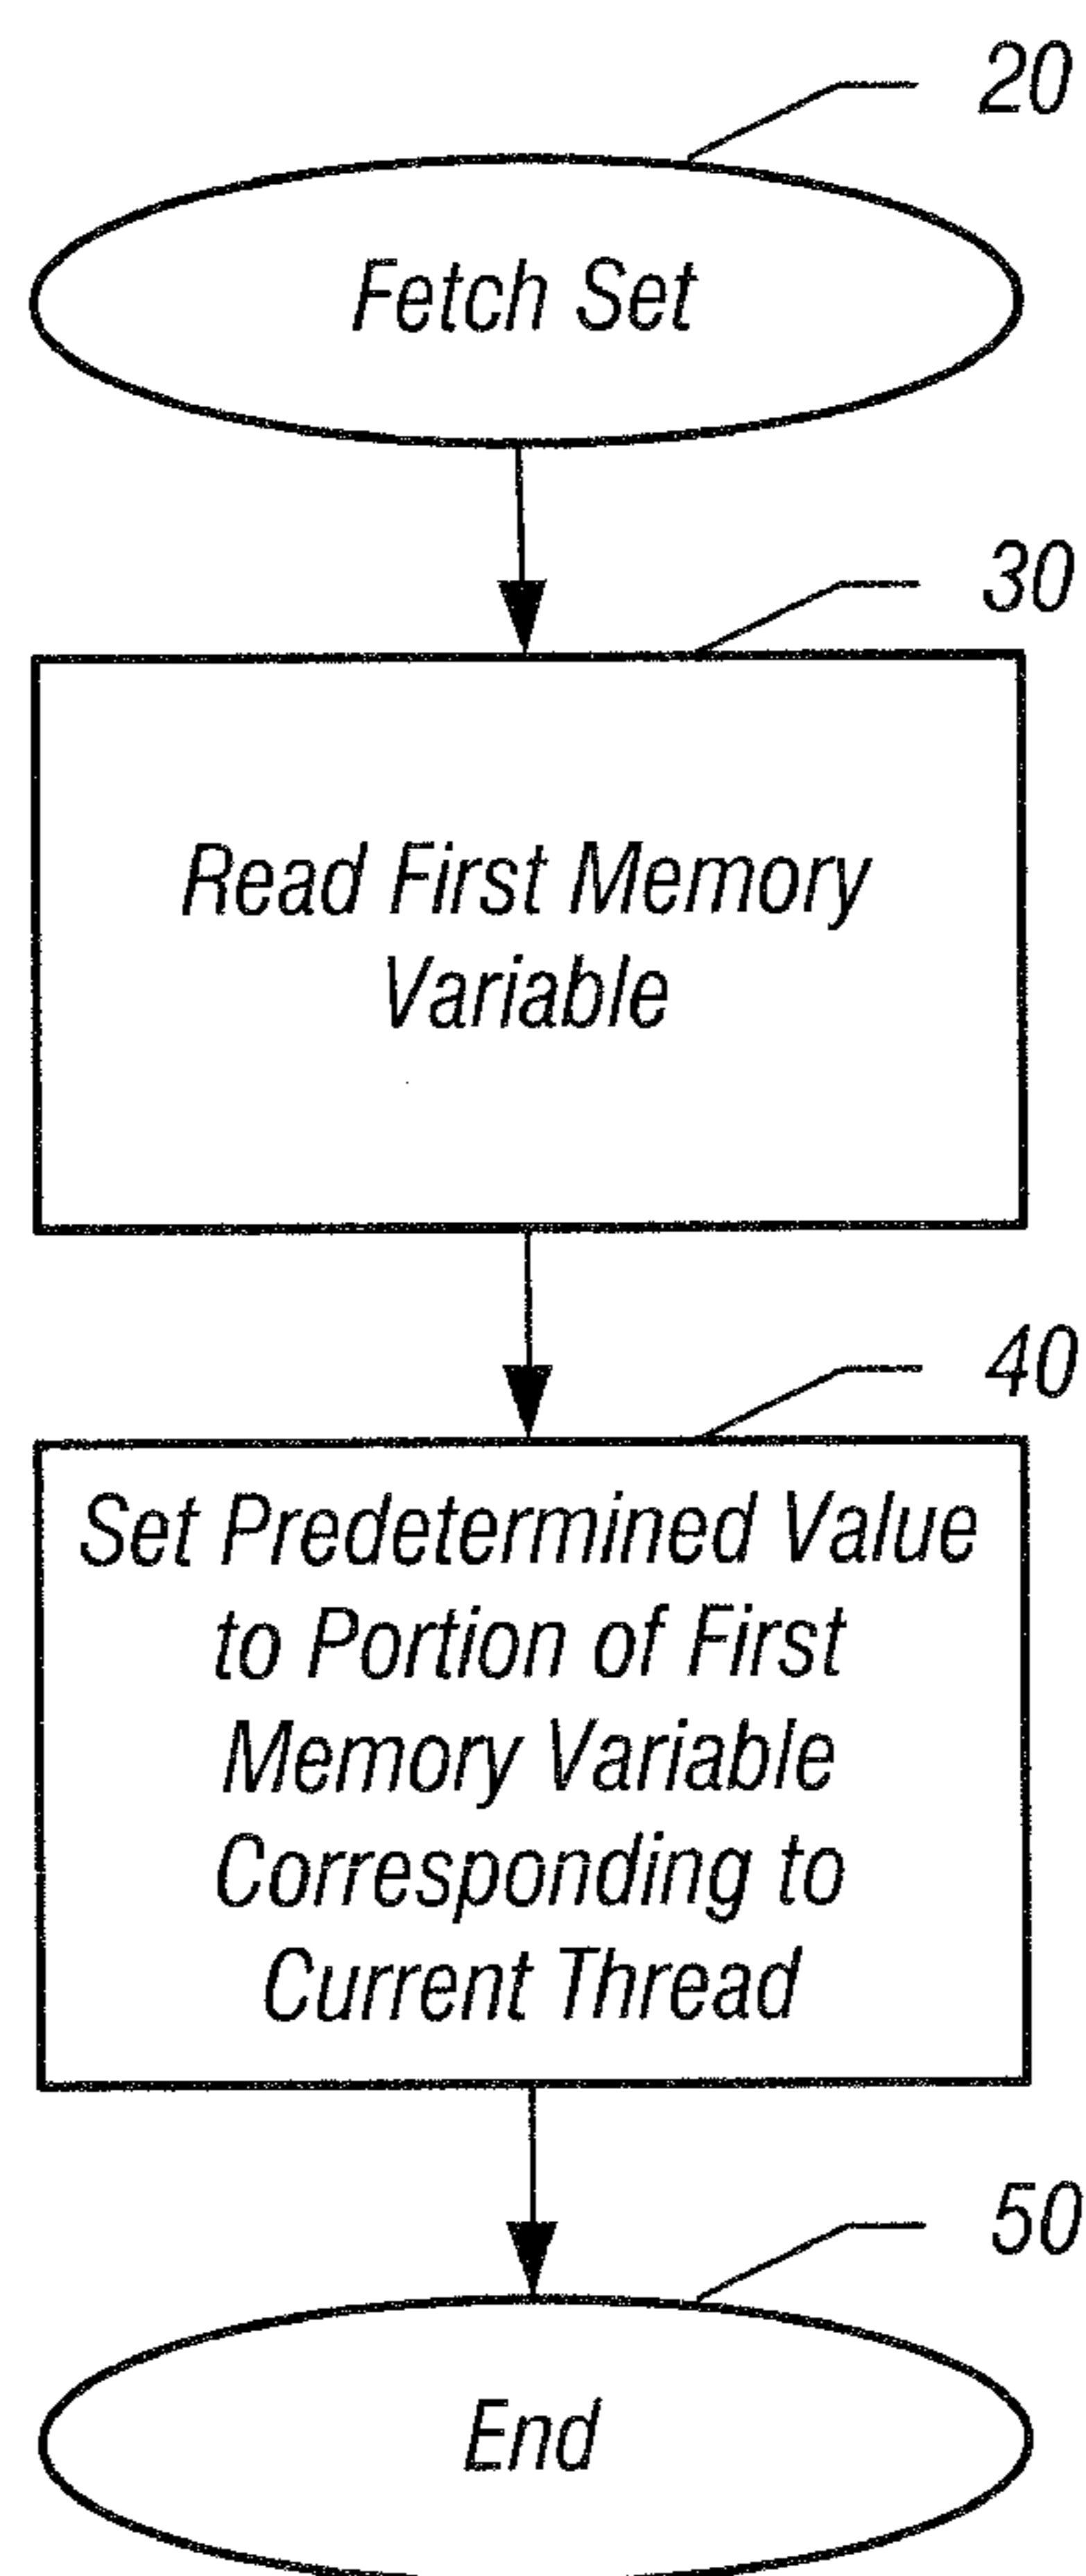 20
Fetch Set
30
Read First Memory
Variable
40
Set Predetermined Value
to Portion of First
Memory Variable
Corresponding to
Current Thread
50
End